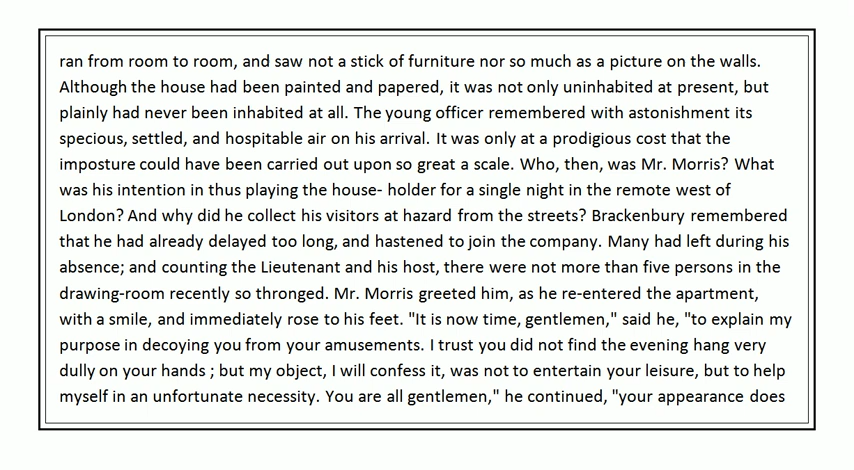 ran from room to room, and saw not a stick of furniture nor so much as a picture on the walls.
Although the house had been painted and papered, it was not only uninhabited at present, but
plainly had never been inhabited at all. The young officer remembered with astonishment its
specious, settled, and hospitable air on his arrival. It was only at a prodigious cost that the
imposture could have been carried out upon so great a scale. Who, then, was Mr. Morris? What
was his intention in thus playing the house- holder for a single night in the remote west of
London? And why did he collect his visitors at hazard from the streets? Brackenbury remembered
that he had already delayed too long, and hastened to join the company. Many had left during his
absence; and counting the Lieutenant and his host, there were not more than five persons in the
drawing-room recently so thronged. Mr. Morris greeted him, as he re-entered the apartment,
with a smile, and immediately rose to his feet. "It is now time, gentlemen," said he, "to explain my
purpose in decoying you from your amusements. I trust you did not find the evening hang very
dully on your hands ; but my object, I will confess it, was not to entertain your leisure, but to help
myself in an unfortunate necessity. You are all gentlemen," he continued, "your appearance does